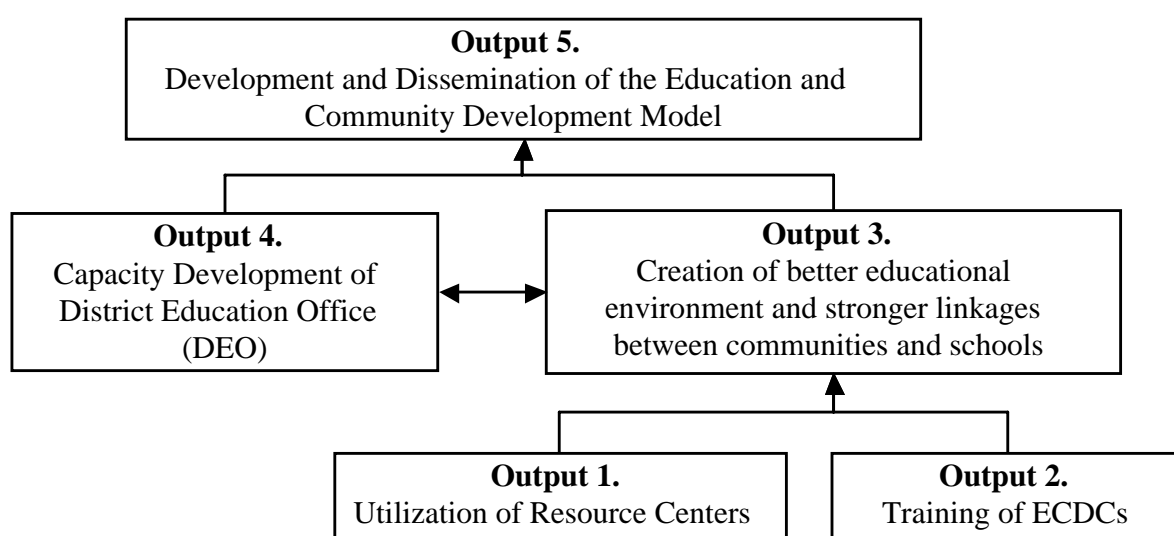 Output 5.
Development and Dissemination of the Education and
Community Development Model
Output 4.
Capacity Development of
District Education Office
(DEO)
Output 3.
Creation of better educational
environment and stronger linkages
between communities and schools
Output 1.
Utilization of Resource Centers
Output 2.
Training of ECDCs